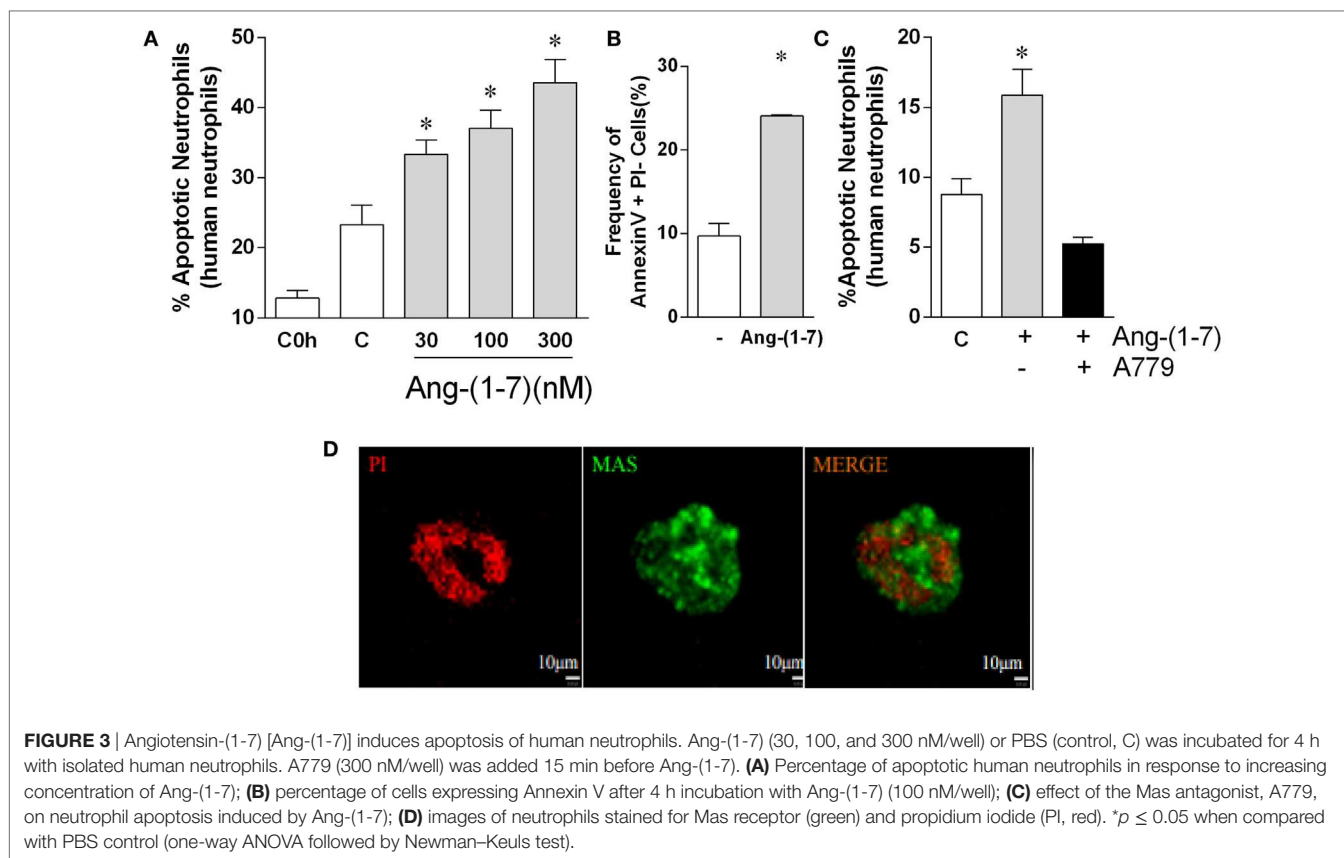 A
% Apoptotic Neutrophils
(human neutrophils)
50
40
30
20
10
*
*
*
C0h
C
30
100
300
Ang-(1-7)(nM)
B
Frequency of
AnnexinV + PI- Cells(%)
30
20
10
0
*
-
Ang-(1-7)
C
%Apoptotic Neutrophils
(human neutrophils)
20
15
10
5
0
*
C + + Ang-(1-7)
- + A779
D
PI
10µm
MAS
10µm
MERGE
10µm
FIGURE 3 | Angiotensin-(1-7) [Ang-(1-7)] induces apoptosis of human neutrophils. Ang-(1-7) (30, 100, and 300 nM/well) or PBS (control, C) was incubated for 4 h
with isolated human neutrophils. A779 (300 nM/well) was added 15 min before Ang-(1-7). (A) Percentage of apoptotic human neutrophils in response to increasing
concentration of Ang-(1-7); (B) percentage of cells expressing Annexin V after 4 h incubation with Ang-(1-7) (100 nM/well); (C) effect of the Mas antagonist, A779,
on neutrophil apoptosis induced by Ang-(1-7); (D) images of neutrophils stained for Mas receptor (green) and propidium iodide (PI, red). *p ≤ 0.05 when compared
with PBS control (one-way ANOVA followed by Newman–Keuls test).